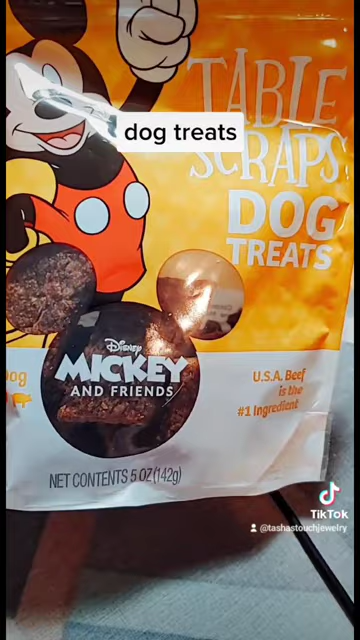 TABLE
SCRAPS
dog treats
DOG
TREATS
Disney
MICKEY
AND FRIENDS
U.S.A. Beef
is the
#1 Ingredient
NET CONTENTS 5 OZ (142g)
TikTok
@tashastouchjewelry